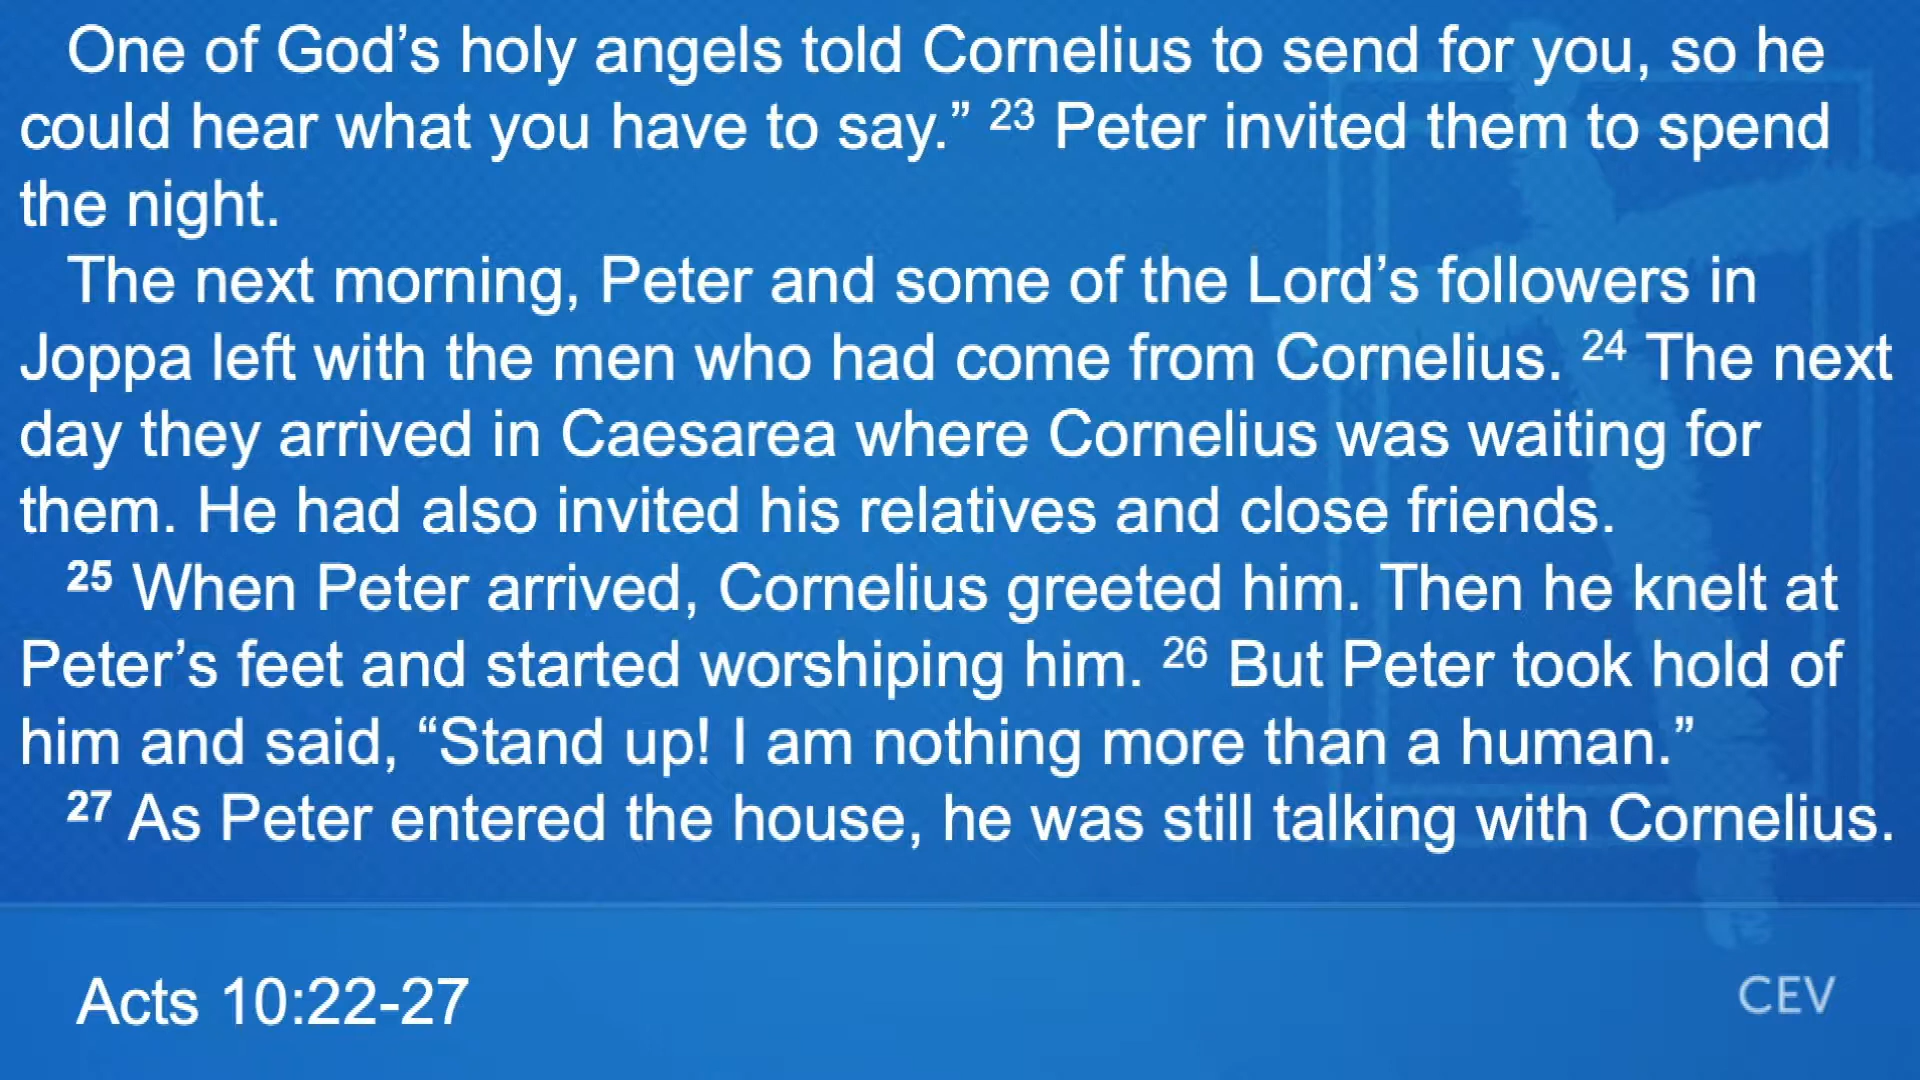 One of God’s holy angels told Cornelius to send for you, so he
could hear what you have to say.” 23 Peter invited them to spend
the night.
The next morning, Peter and some of the Lord’s followers in
Joppa left with the men who had come from Cornelius. 24 The next
day they arrived in Caesarea where Cornelius was waiting for
them. He had also invited his relatives and close friends.
25 When Peter arrived, Cornelius greeted him. Then he knelt at
Peter’s feet and started worshiping him. 26 But Peter took hold of
him and said, “Stand up! I am nothing more than a human.”
27 As Peter entered the house, he was still talking with Cornelius.
Acts 10:22-27
CEV